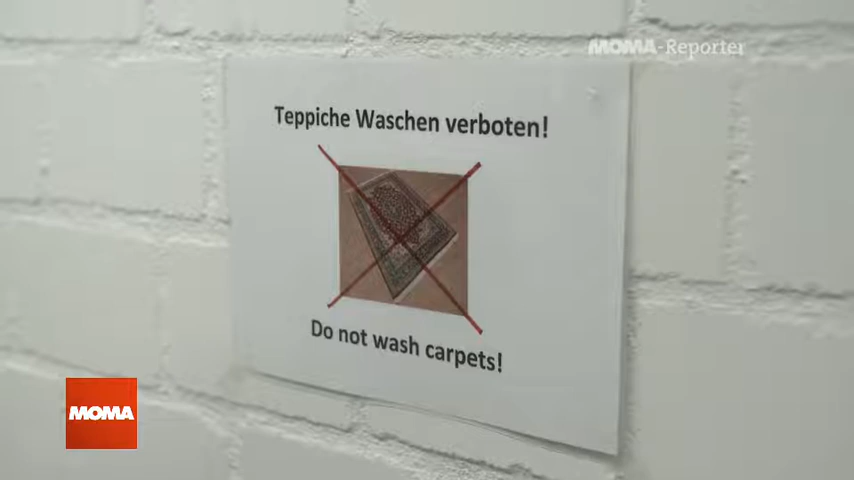 MOMA-Reporter
Teppiche Waschen verboten!
Do not wash carpets!
MOMA